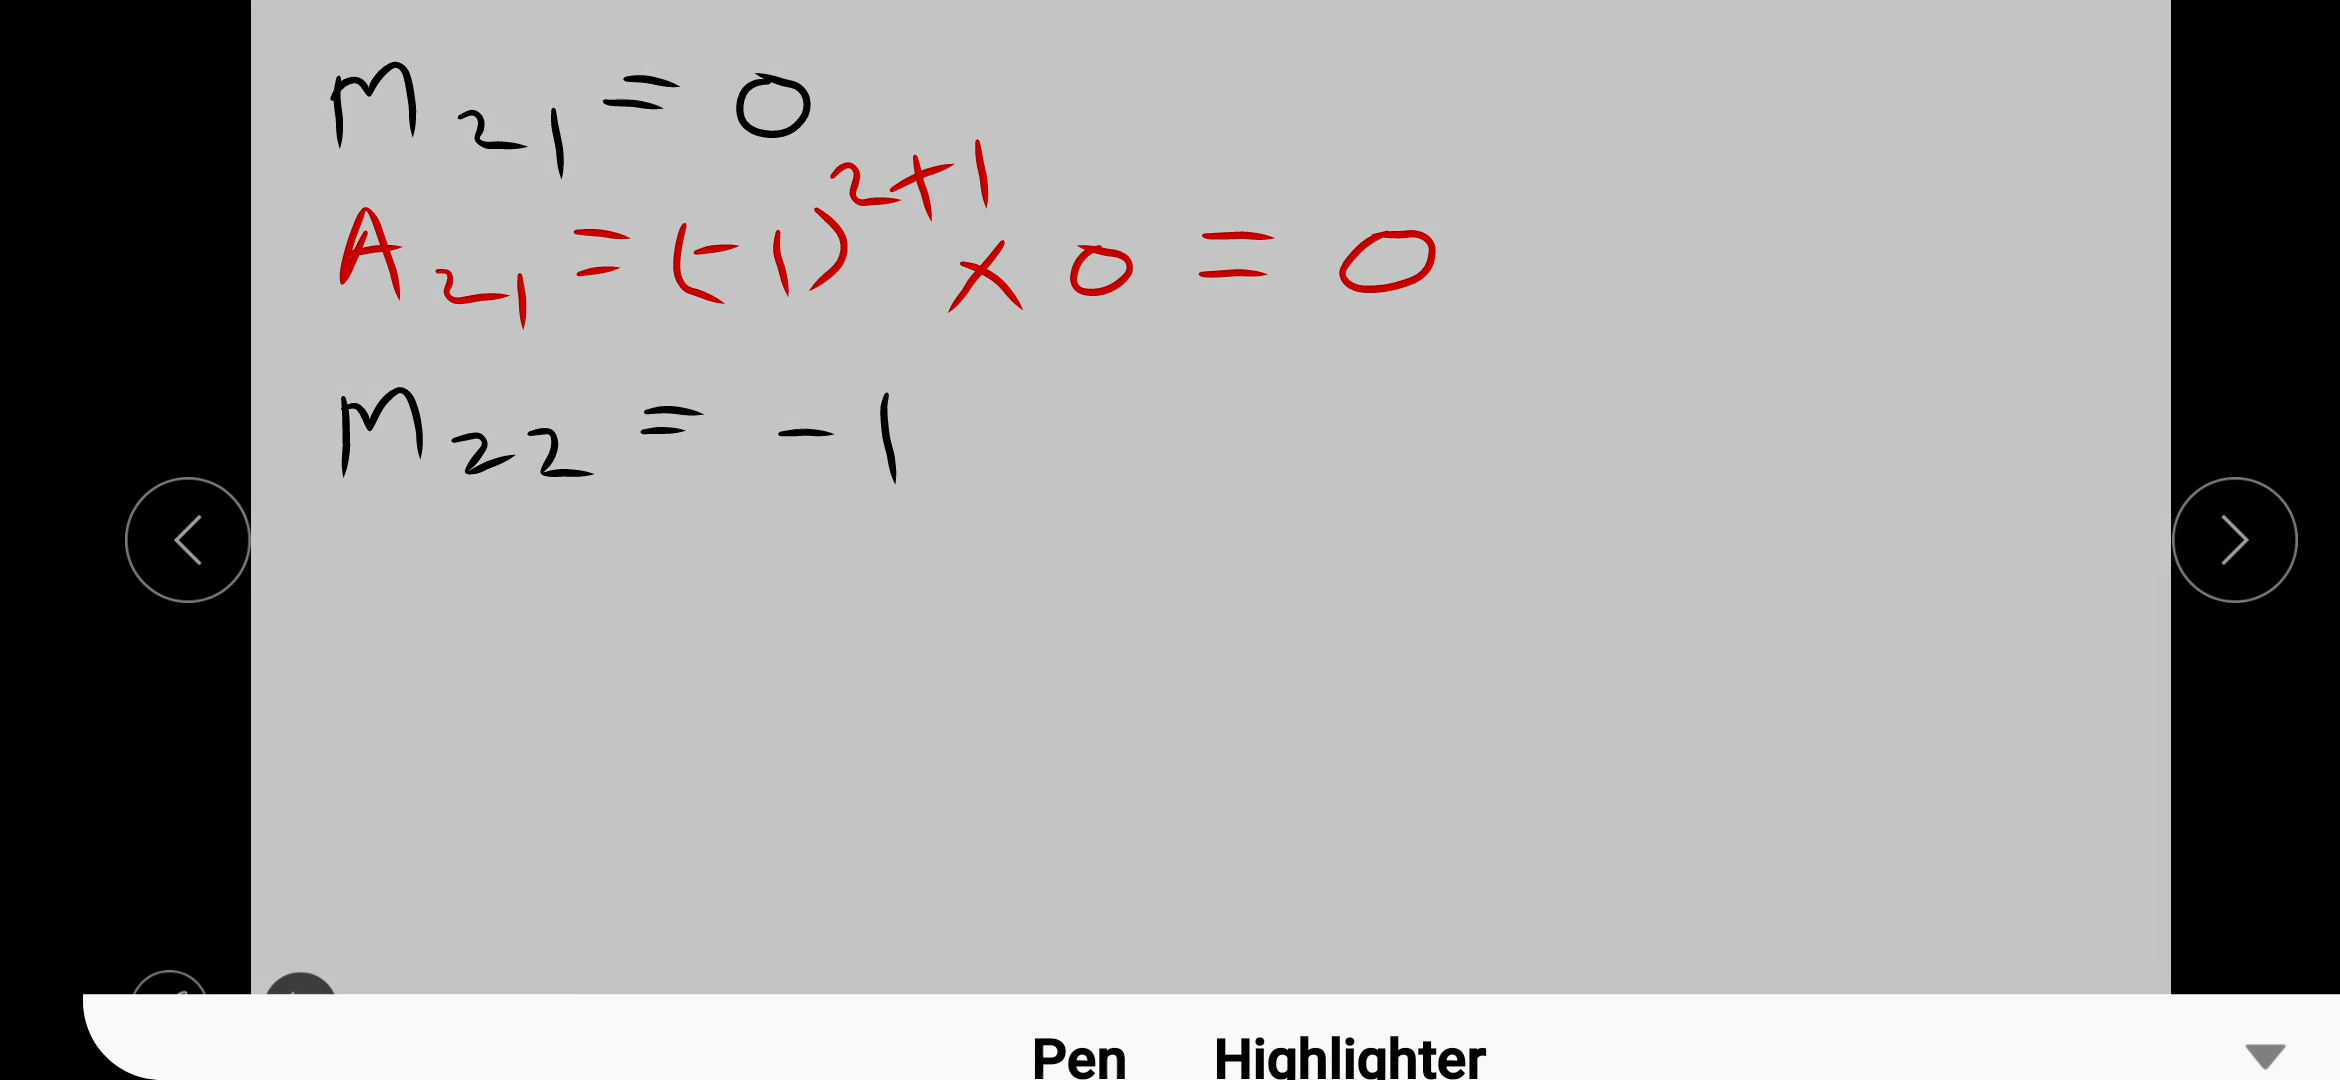 M₂₁ = 0
A₂₁ = (-1)²⁺¹ × 0 = 0
M₂₂ = -1
Pen Highlighter